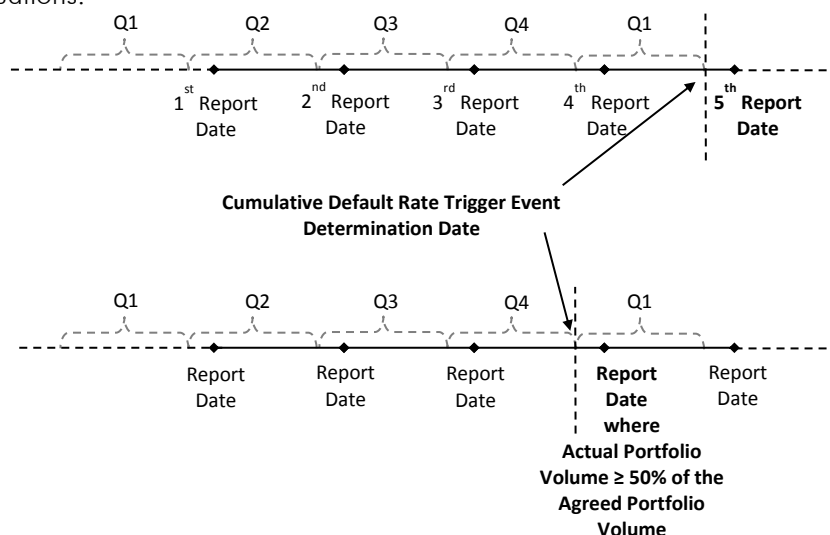 Q1 Q2 Q3 Q4 Q1
1st Report Date
2nd Report Date
3rd Report Date
4th Report Date
5th Report Date
Cumulative Default Rate Trigger Event
Determination Date
Q1 Q2 Q3 Q4 Q1
Report Date
Report Date
Report Date
Report
Date
where
Actual Portfolio
Volume ≥ 50% of the
Agreed Portfolio
Volume
Report Date